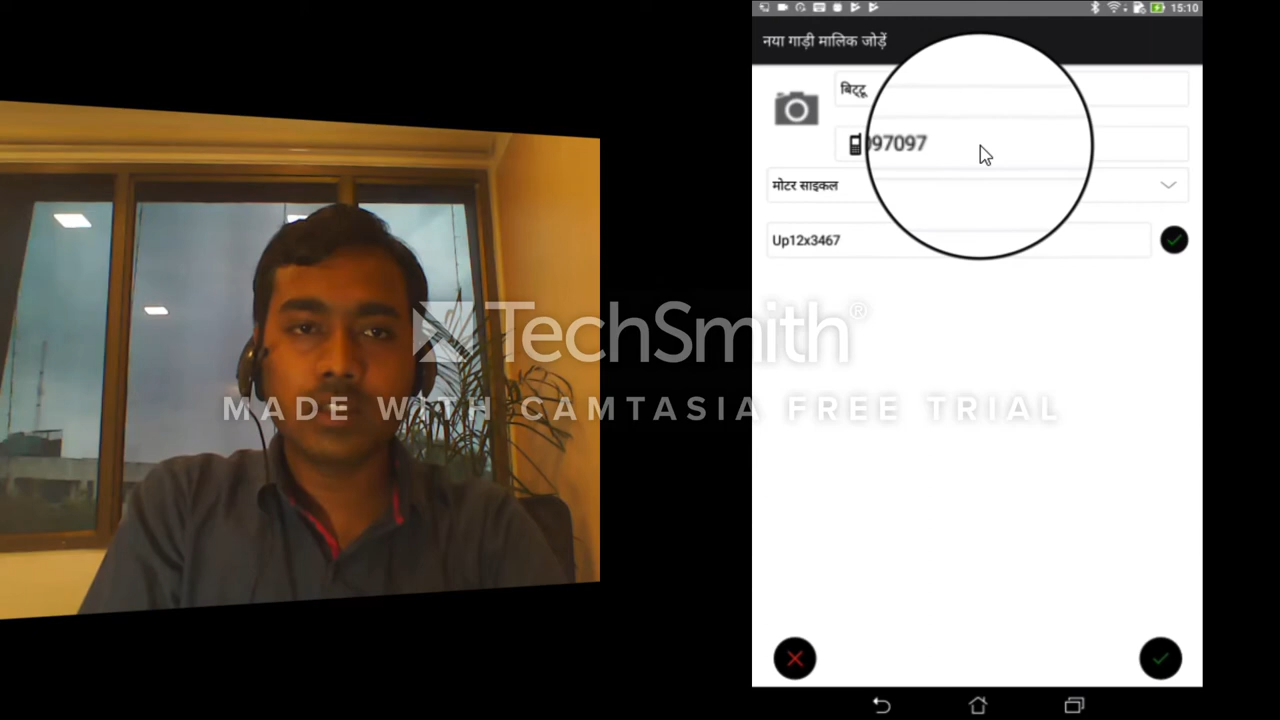 15:10
नया गाड़ी मालिक जोड़ें
बिट्टू
97097
मोटर साइकल
Up12x3467
TechSmith®
MADE WITH CAMTASIA FREE TRIAL